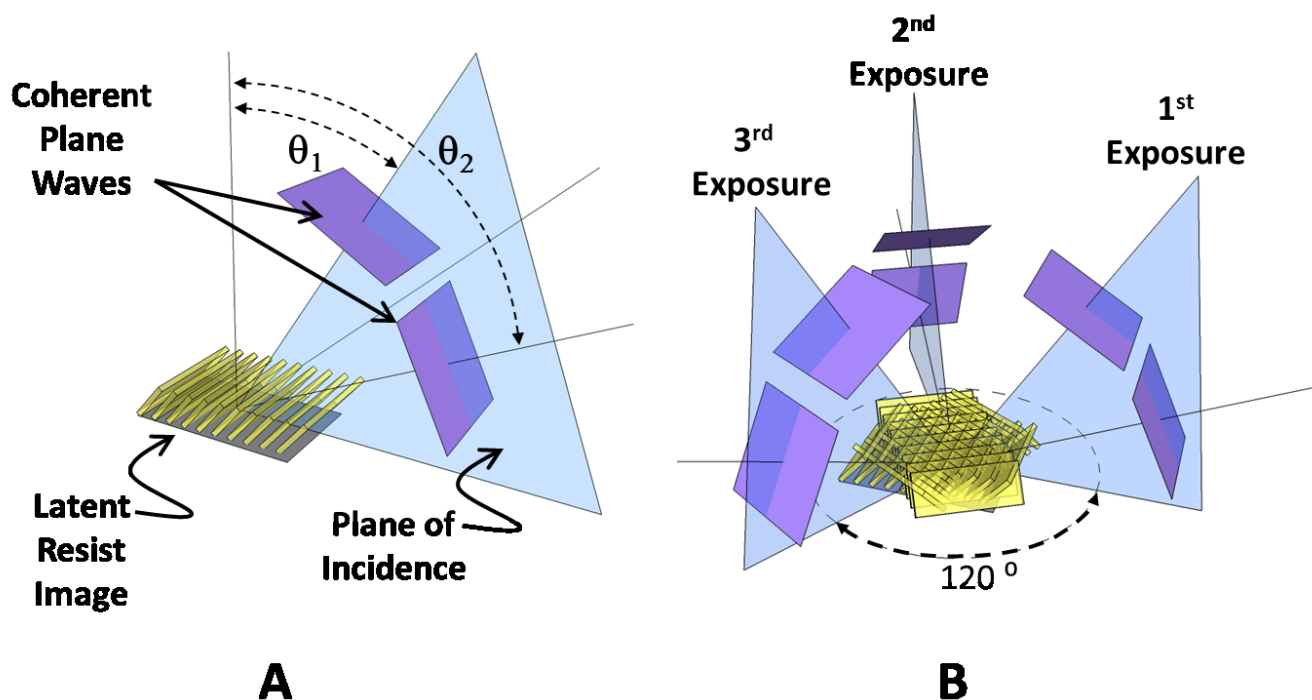 Coherent
Plane
Waves
θ1
θ2
Latent
Resist
Image
Plane of
Incidence
A
2nd
Exposure
1st
Exposure
3rd
Exposure
120 o
B